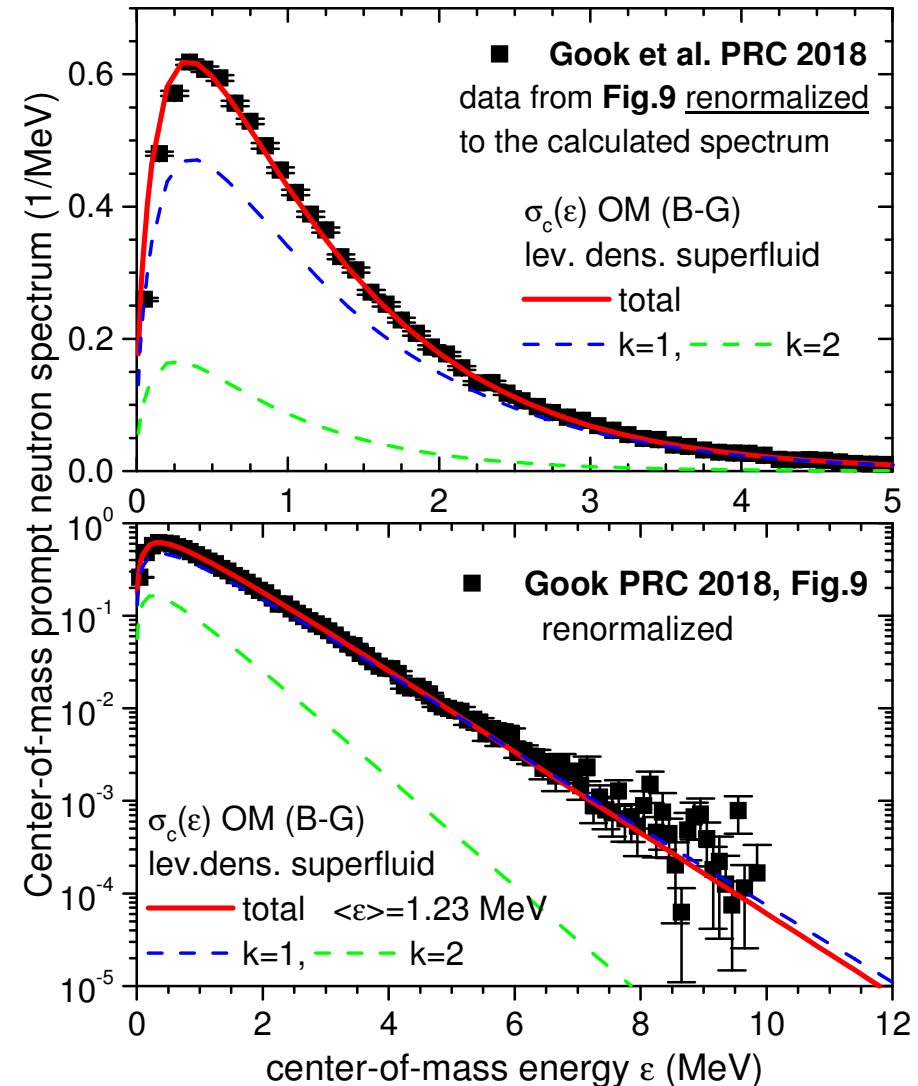 Center-of-mass prompt neutron spectrum (1/MeV)
0.6
0.4
0.2
0.0
■ Gook et al. PRC 2018
data from Fig.9 renormalized
to the calculated spectrum
σc(ε) OM (B-G)
lev. dens. superfluid
total
k=1, k=2
0 1 2 3 4 5
10⁰
10⁻¹
10⁻²
10⁻³
10⁻⁴
10⁻⁵
■ Gook PRC 2018, Fig.9
renormalized
σc(ε) OM (B-G)
lev.dens. superfluid
total <ε>=1.23 MeV
k=1, k=2
0 2 4 6 8 10 12
center-of-mass energy ε (MeV)